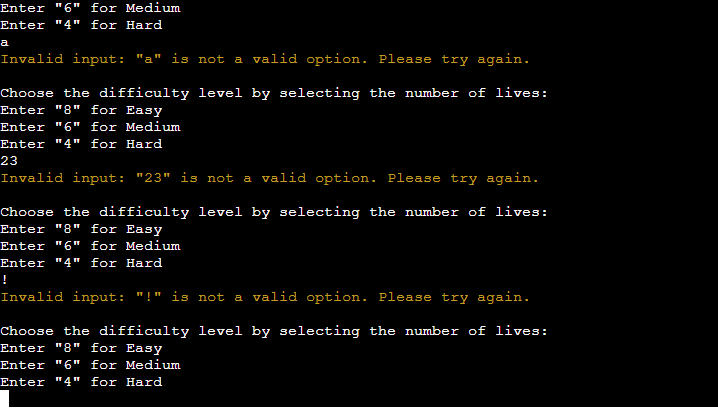 Enter "6" for Medium
Enter "4" for Hard
a
Invalid input: "a" is not a valid option. Please try again.
Choose the difficulty level by selecting the number of lives:
Enter "8" for Easy
Enter "6" for Medium
Enter "4" for Hard
23
Invalid input: "23" is not a valid option. Please try again.
Choose the difficulty level by selecting the number of lives:
Enter "8" for Easy
Enter "6" for Medium
Enter "4" for Hard
!
Invalid input: "!" is not a valid option. Please try again.
Choose the difficulty level by selecting the number of lives:
Enter "8" for Easy
Enter "6" for Medium
Enter "4" for Hard